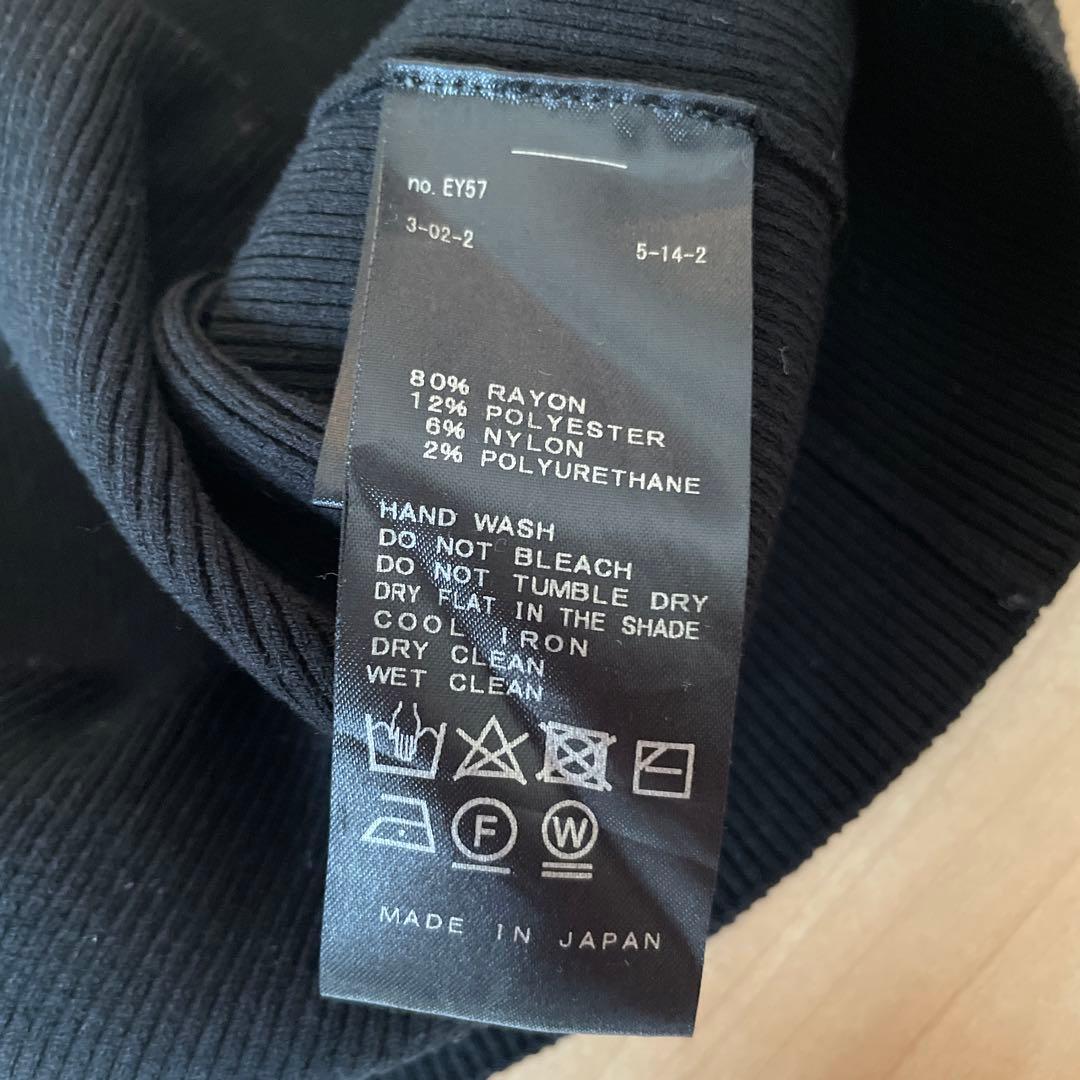 no. EY57
3-02-2
5-14-2
80% RAYON
12% POLYESTER
6% NYLON
2% POLYURETHANE
HAND WASH
DO NOT BLEACH
DO NOT TUMBLE DRY
DRY FLAT IN THE SHADE
COOL IRON
DRY CLEAN
WET CLEAN
F W
MADE IN JAPAN